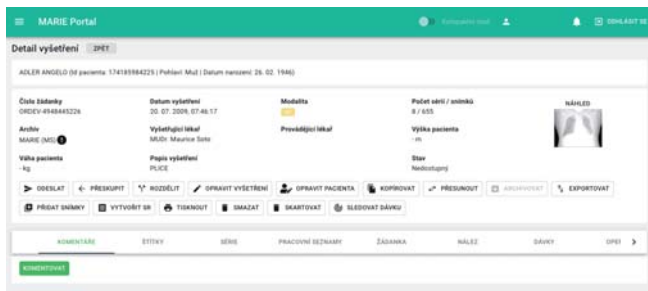 MARIE Portal
ODHLÁSIT SE
Detail vyšetření ZPĚT
ADLER ANGELO (Id pacienta: 174185984225 | Pohlaví: Muž | Datum narození: 26. 02. 1946)
Číslo žádanky Datum vyšetření Modalita Počet sérií / snímků NÁHLED
ORDEV-4948445226 20. 07. 2009, 07:46:17 8 / 655
Archiv Vyšetřující lékař Provádějící lékař Výška pacienta
MARIE (MS) MUDr. Maurice Soto - m
Váha pacienta Popis vyšetření Stav
- kg PLICE Nedostupný
ODESLAT PŘESKUPIT ROZDĚLIT OPRAVIT VYŠETŘENÍ OPRAVIT PACIENTA KOPÍROVAT PŘESUNOUT ARCHIVOVAT EXPORTOVAT
PŘIDAT SNÍMKY VYTVOŘIT SR TISKNOUT SMAZAT SKARTOVAT SLEDOVAT DÁVKU
KOMENTÁŘE ŠTÍTKY SÉRIE PRACOVNÍ SEZNAMY ŽÁDANKA NÁLEZ DÁVKY OPER
KOMENTOVAT